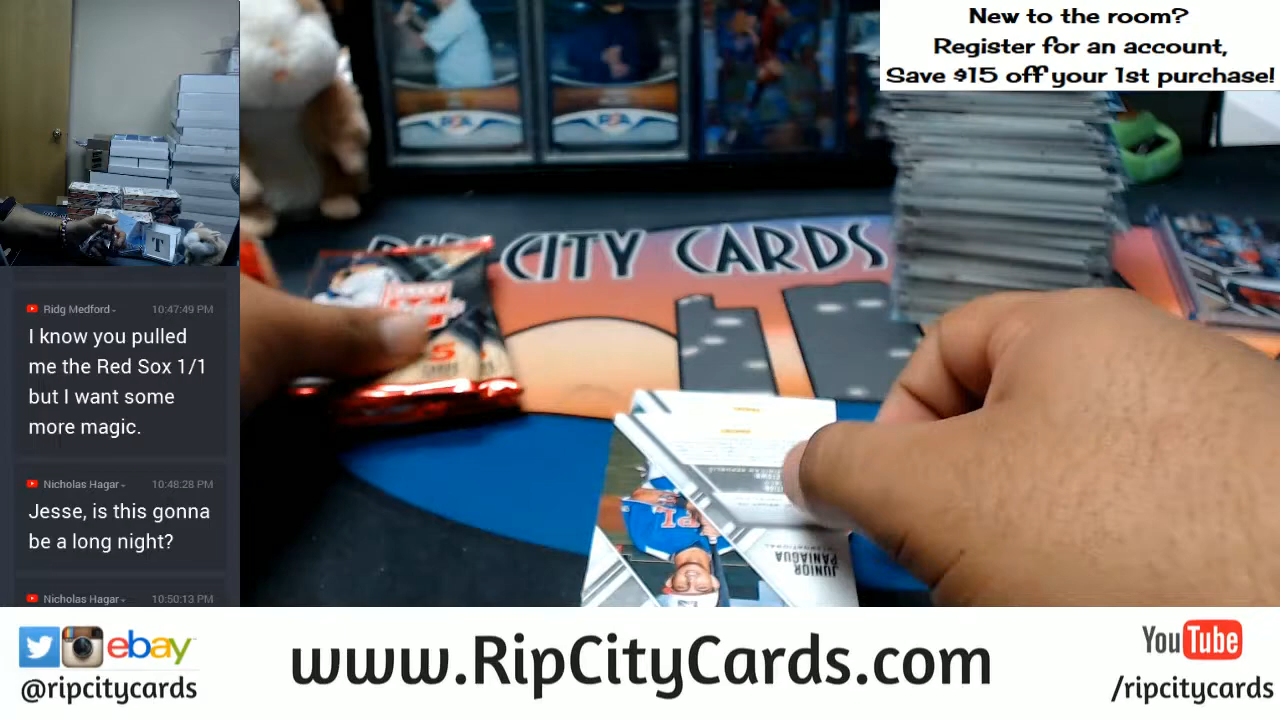 New to the room?
Register for an account,
Save $15 off your 1st purchase!
RIP CITY CARDS
Ridg Medford 10:47:49 PM
I know you pulled
me the Red Sox 1/1
but I want some
more magic.
Nicholas Hagar 10:48:28 PM
Jesse, is this gonna
be a long night?
Nicholas Hagar 10:50:13 PM
T
5
JUNIOR
PANIAGUA
ebay
@ripcitycards
www.RipCityCards.com
YouTube
/ripcitycards